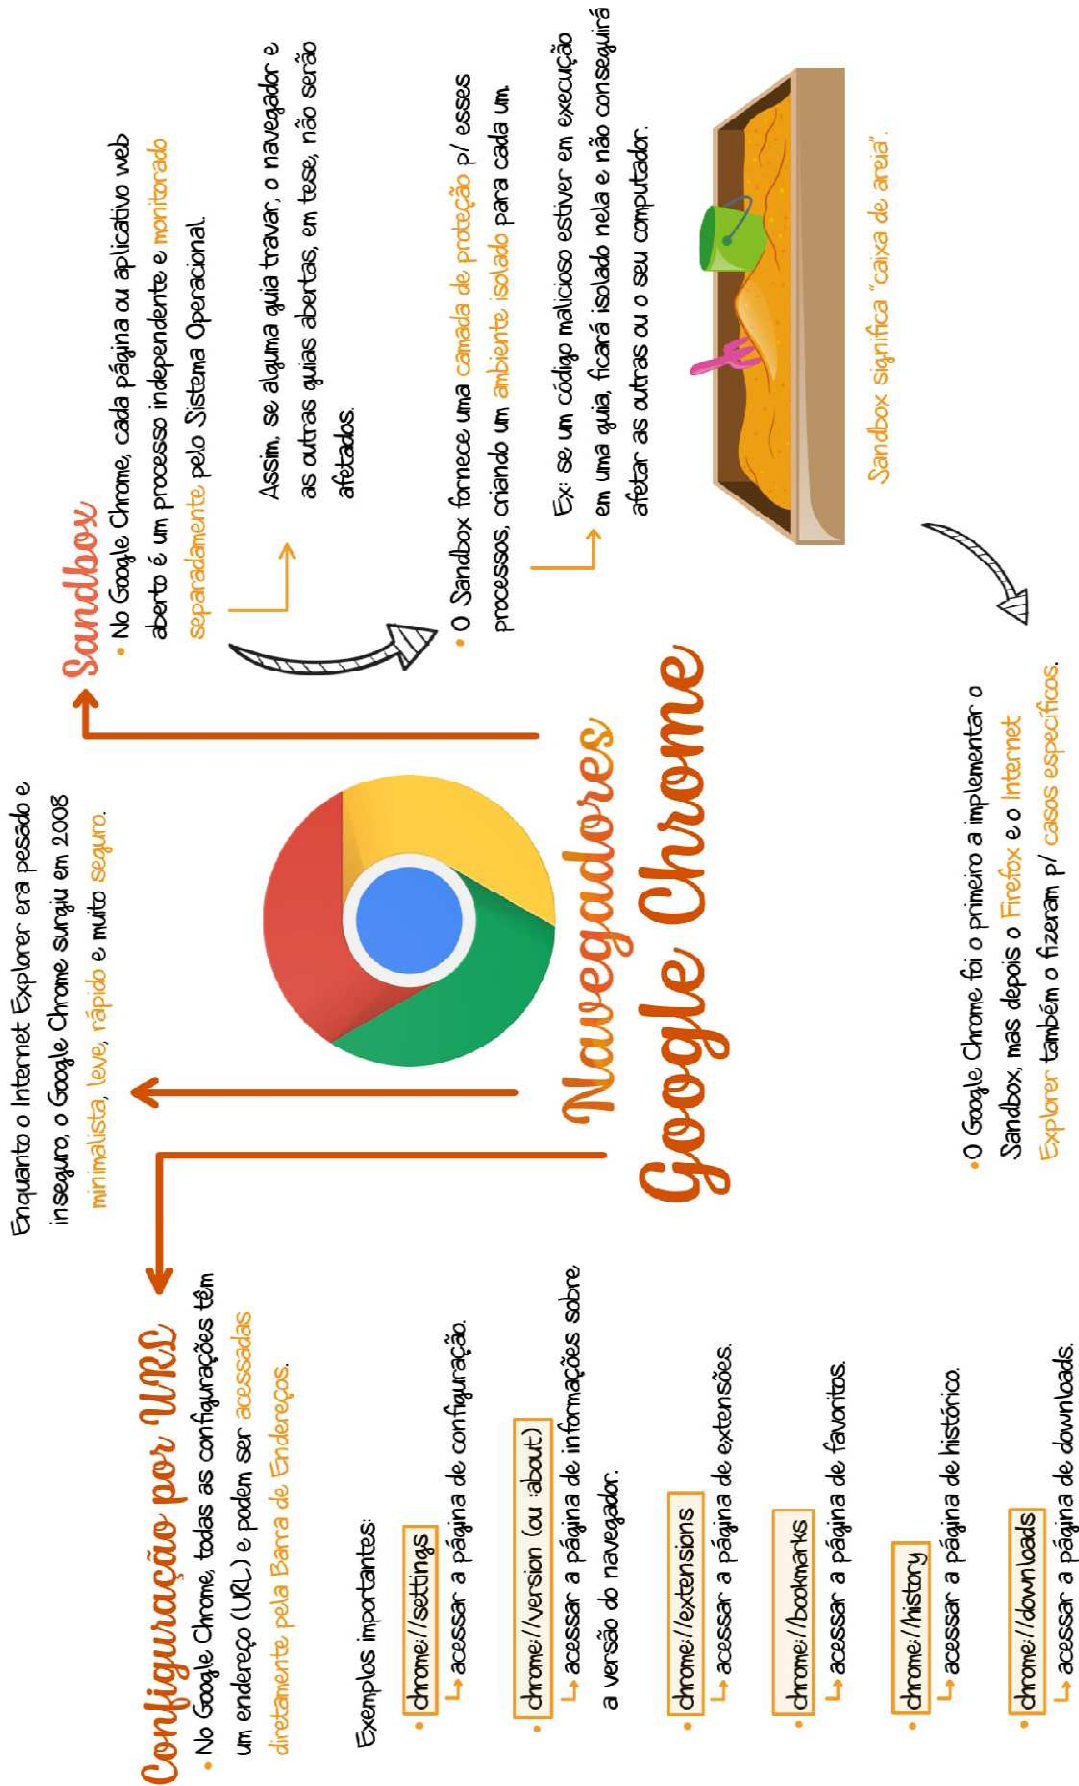 Navegadores
Google Chrome
Enquanto o Internet Explorer era pesado e
inseguro, o Google Chrome surgiu em 2008
minimalista, leve, rápido e muito seguro.
Configuração por URL
• No Google Chrome, todas as configurações têm
um endereço (URL) e podem ser acessadas
diretamente pela Barra de Endereços.
Exemplos importantes:
• chrome://settings
acessar a página de configuração.
• chrome://version (ou :about)
acessar a página de informações sobre
a versão do navegador.
• chrome://extensions
acessar a página de extensões.
• chrome://bookmarks
acessar a página de favoritos.
• chrome://history
acessar a página de histórico.
• chrome://downloads
acessar a página de downloads.
Sandbox
• No Google Chrome, cada página ou aplicativo web
aberto é um processo independente e monitorado
separadamente pelo Sistema Operacional.
Assim, se alguma guia travar, o navegador e
as outras guias abertas, em tese, não serão
afetados.
• O Sandbox fornece uma camada de proteção p/ esses
processos, criando um ambiente isolado para cada um.
Ex: se um código malicioso estiver em execução
em uma guia, ficará isolado nela e não conseguirá
afetar as outras ou o seu computador.
Sandbox significa "caixa de areia".
• O Google Chrome foi o primeiro a implementar o
Sandbox, mas depois o Firefox e o Internet
Explorer também o fizeram p/ casos específicos.